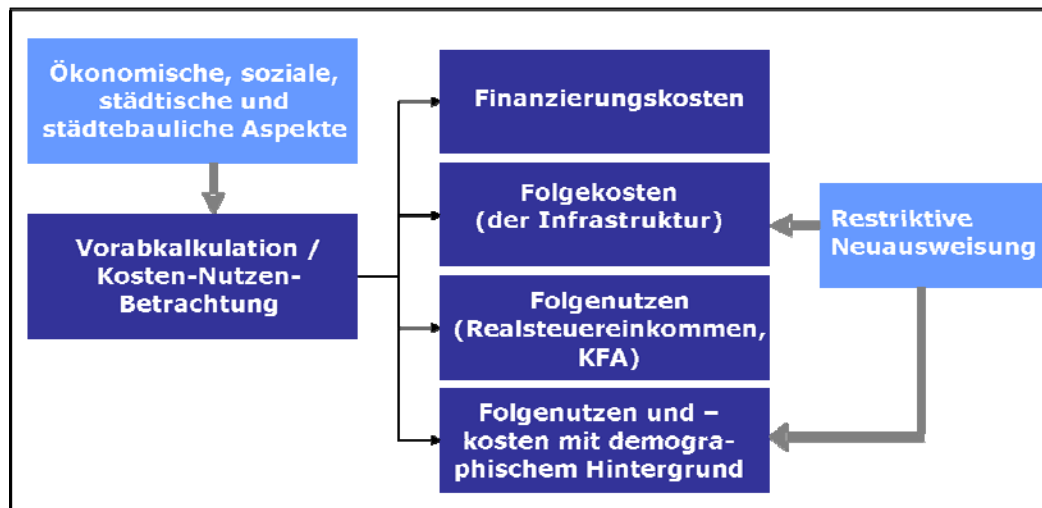 Ökonomische, soziale,
städtische und
städtebauliche Aspekte
Vorabkalkulation /
Kosten-Nutzen-
Betrachtung
Finanzierungskosten
Folgekosten
(der Infrastruktur)
Folgenutzen
(Realsteuereinkommen,
KFA)
Folgenutzen und –
kosten mit demogra-
phischem Hintergrund
Restriktive
Neuausweisung